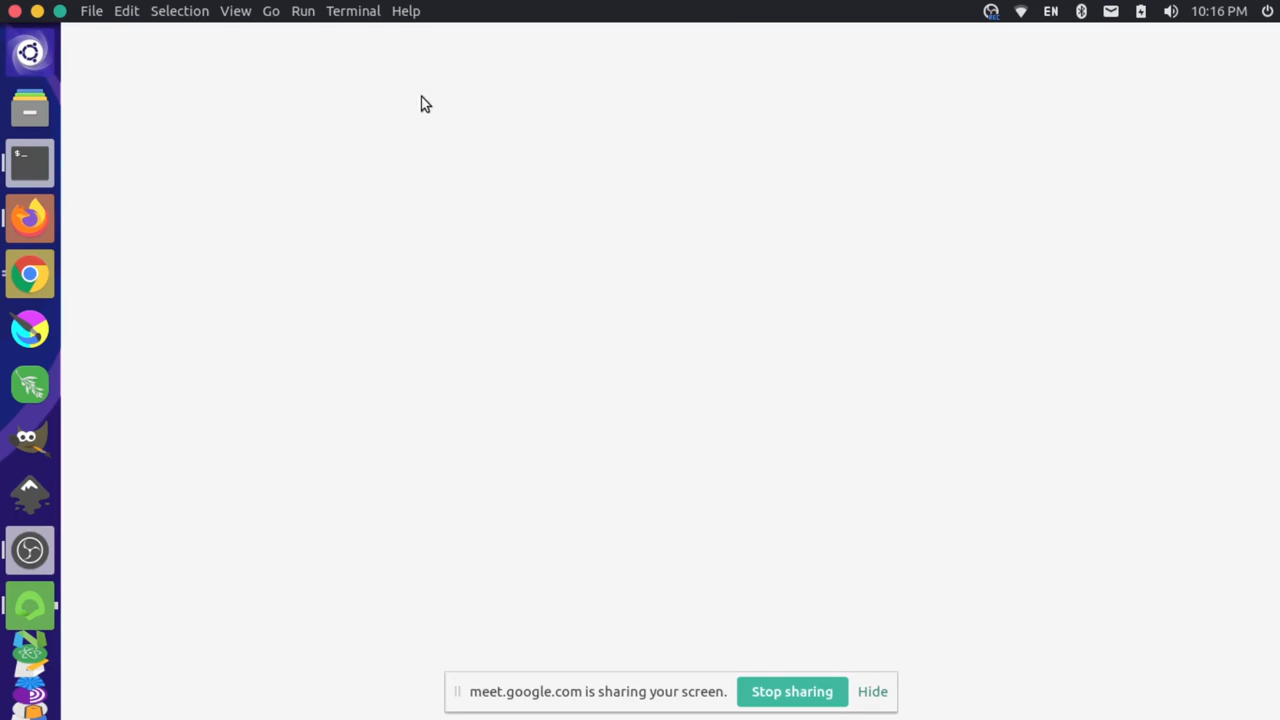 File Edit Selection View Go Run Terminal Help EN 10:16 PM
$_
meet.google.com is sharing your screen. Stop sharing Hide